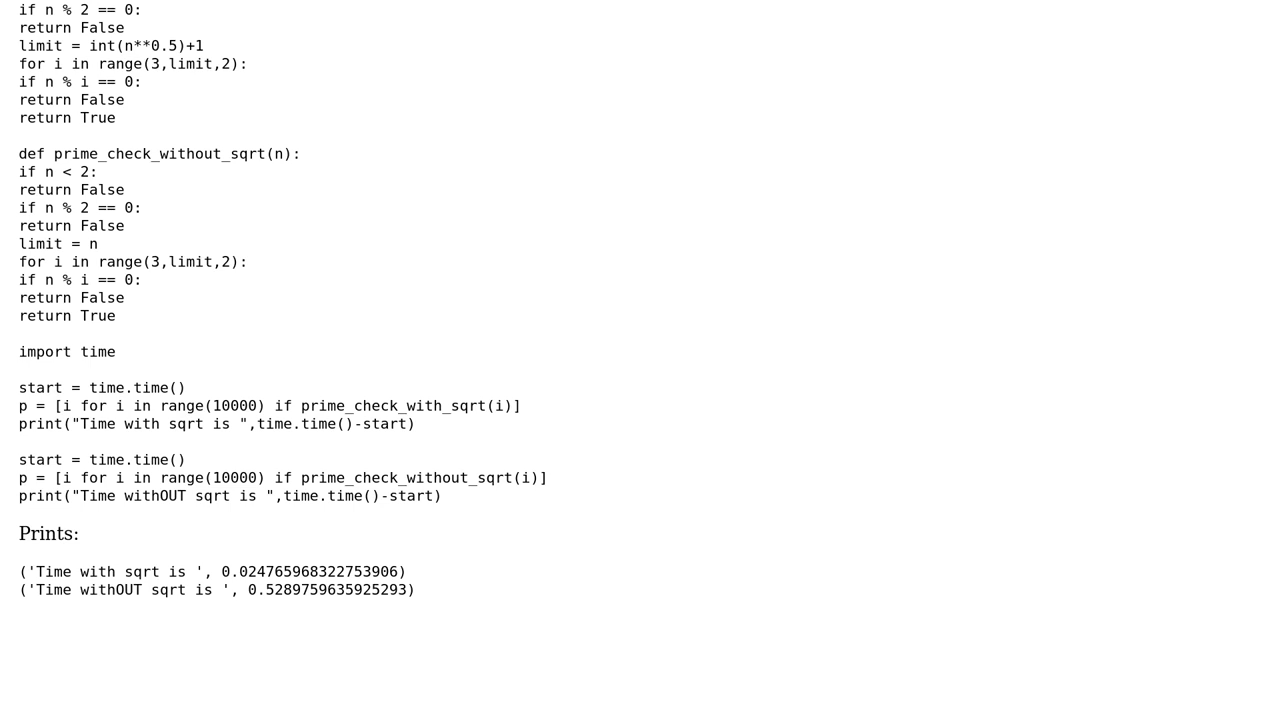 if n % 2 == 0:
return False
limit = int(n**0.5)+1
for i in range(3,limit,2):
if n % i == 0:
return False
return True

def prime_check_without_sqrt(n):
if n < 2:
return False
if n % 2 == 0:
return False
limit = n
for i in range(3,limit,2):
if n % i == 0:
return False
return True

import time

start = time.time()
p = [i for i in range(10000) if prime_check_with_sqrt(i)]
print("Time with sqrt is ",time.time()-start)

start = time.time()
p = [i for i in range(10000) if prime_check_without_sqrt(i)]
print("Time withOUT sqrt is ",time.time()-start)

Prints:

('Time with sqrt is ', 0.024765968322753906)
('Time withOUT sqrt is ', 0.5289759635925293)